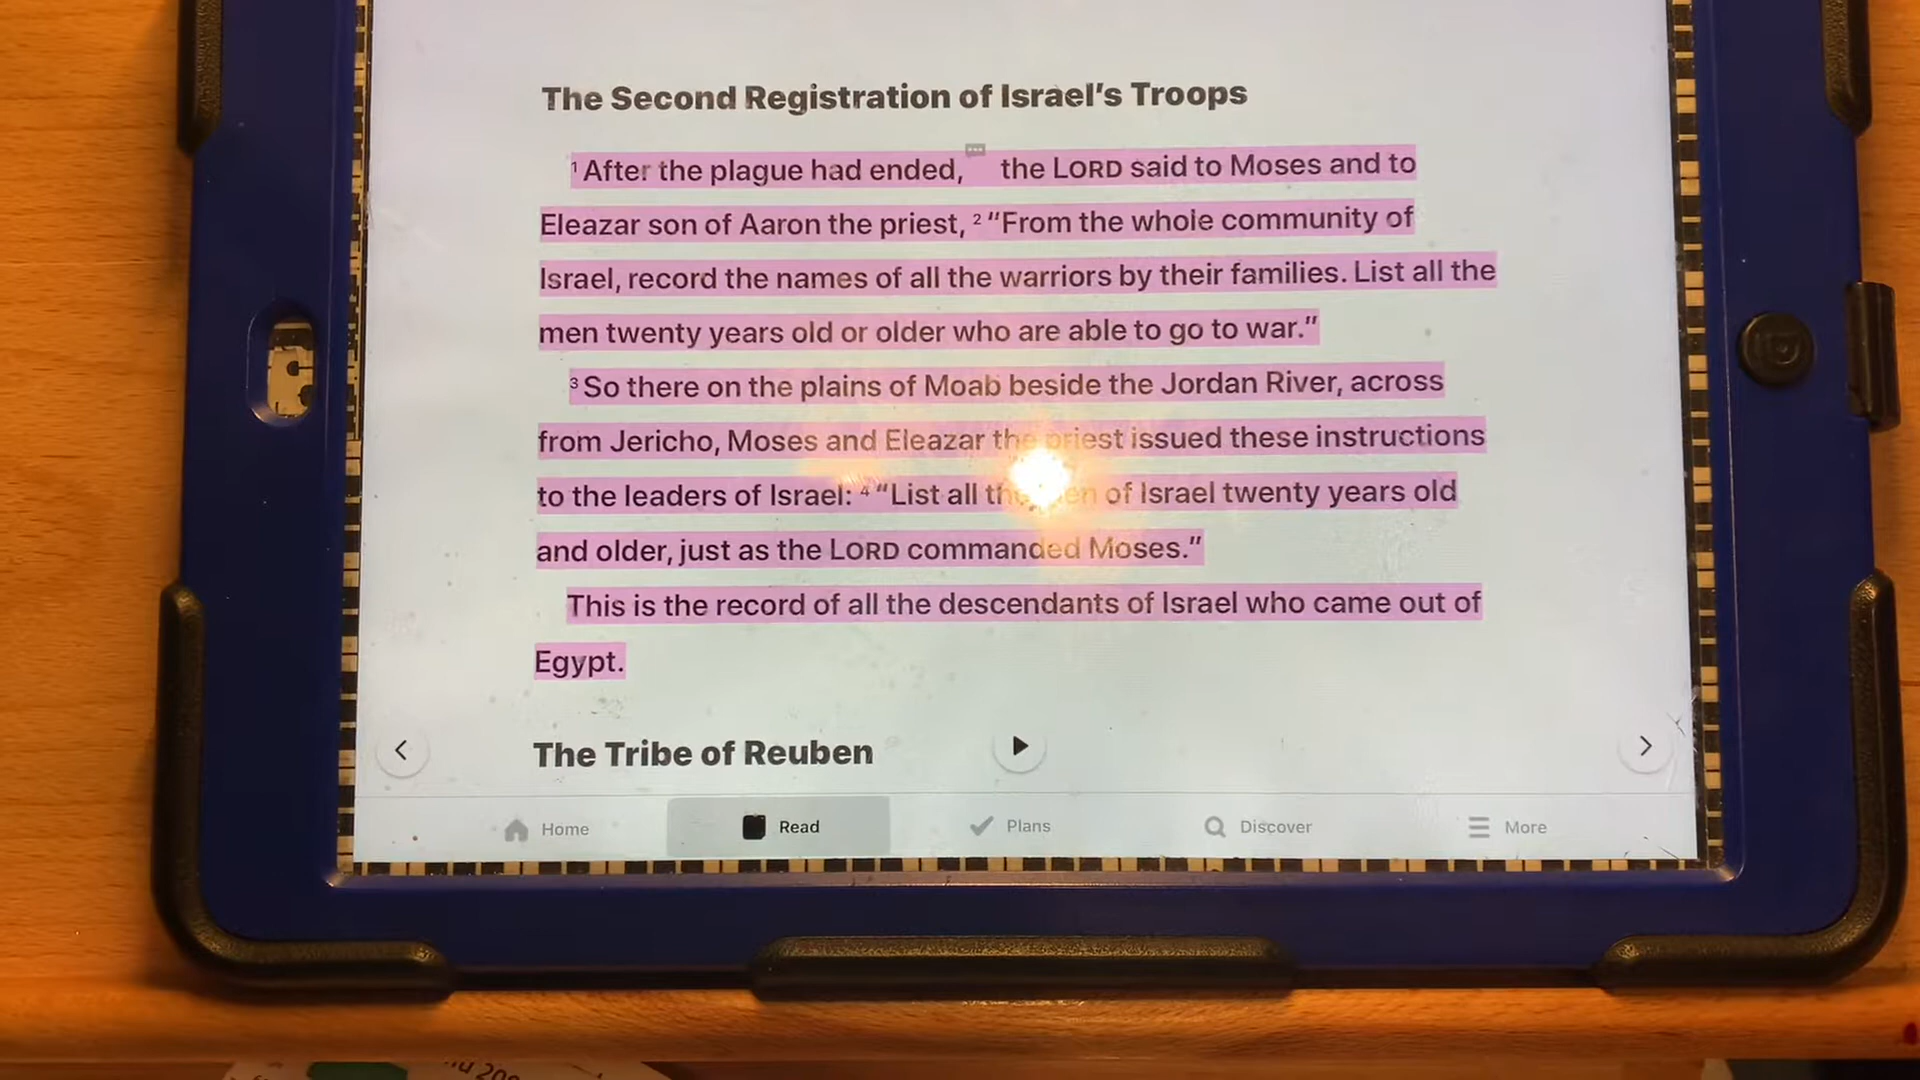 The Second Registration of Israel's Troops
1 After the plague had ended, the LORD said to Moses and to
Eleazar son of Aaron the priest, 2 "From the whole community of
Israel, record the names of all the warriors by their families. List all the
men twenty years old or older who are able to go to war."
3 So there on the plains of Moab beside the Jordan River, across
from Jericho, Moses and Eleazar the priest issued these instructions
to the leaders of Israel: 4 "List all the men of Israel twenty years old
and older, just as the LORD commanded Moses."
This is the record of all the descendants of Israel who came out of
Egypt.
The Tribe of Reuben
Home Read Plans Discover More